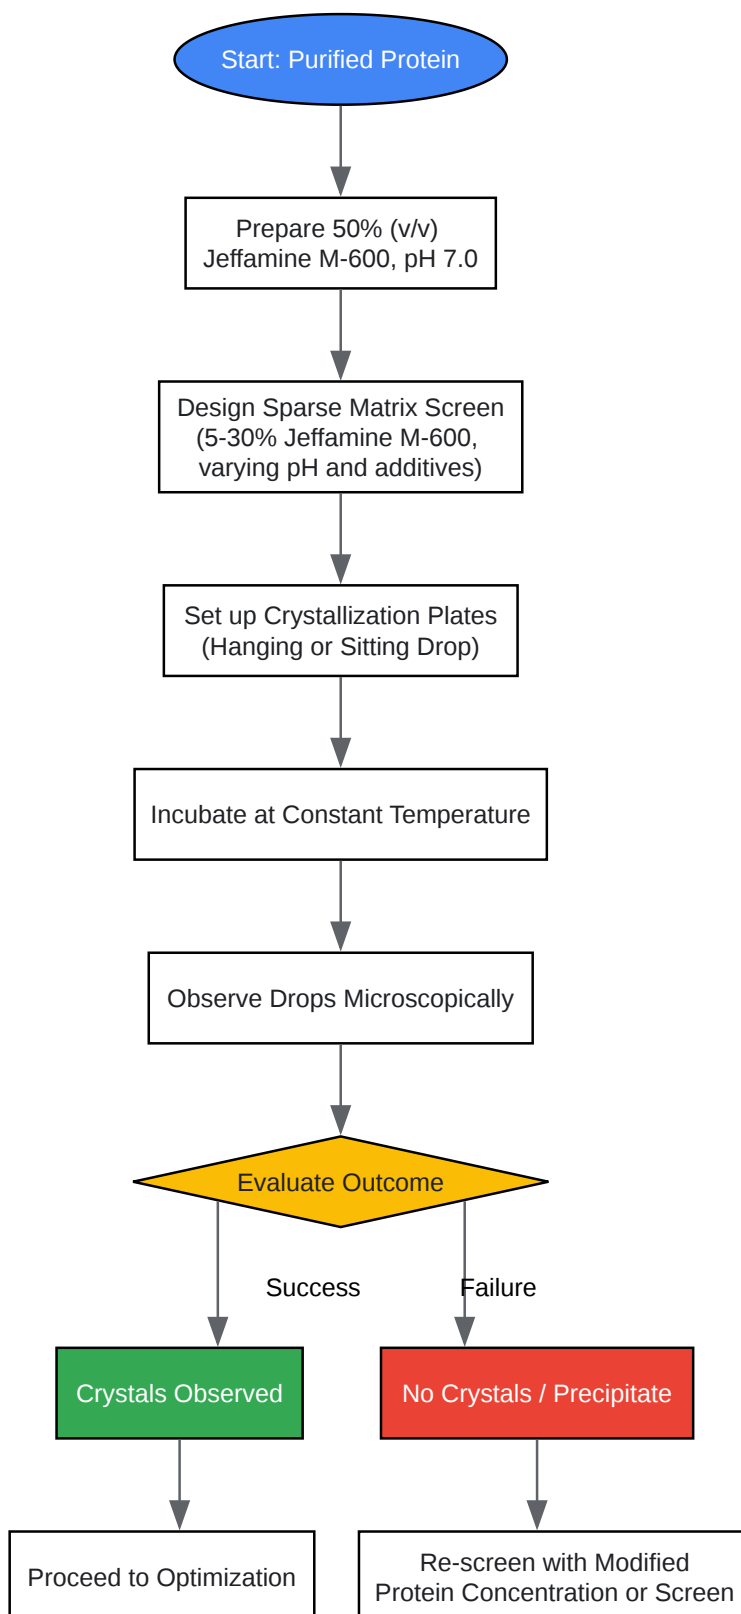 Start: Purified Protein
Prepare 50% (v/v)
Jeffamine M-600, pH 7.0
Design Sparse Matrix Screen
(5-30% Jeffamine M-600,
varying pH and additives)
Set up Crystallization Plates
(Hanging or Sitting Drop)
Incubate at Constant Temperature
Observe Drops Microscopically
Evaluate Outcome
Success
Failure
Crystals Observed
No Crystals / Precipitate
Proceed to Optimization
Re-screen with Modified
Protein Concentration or Screen